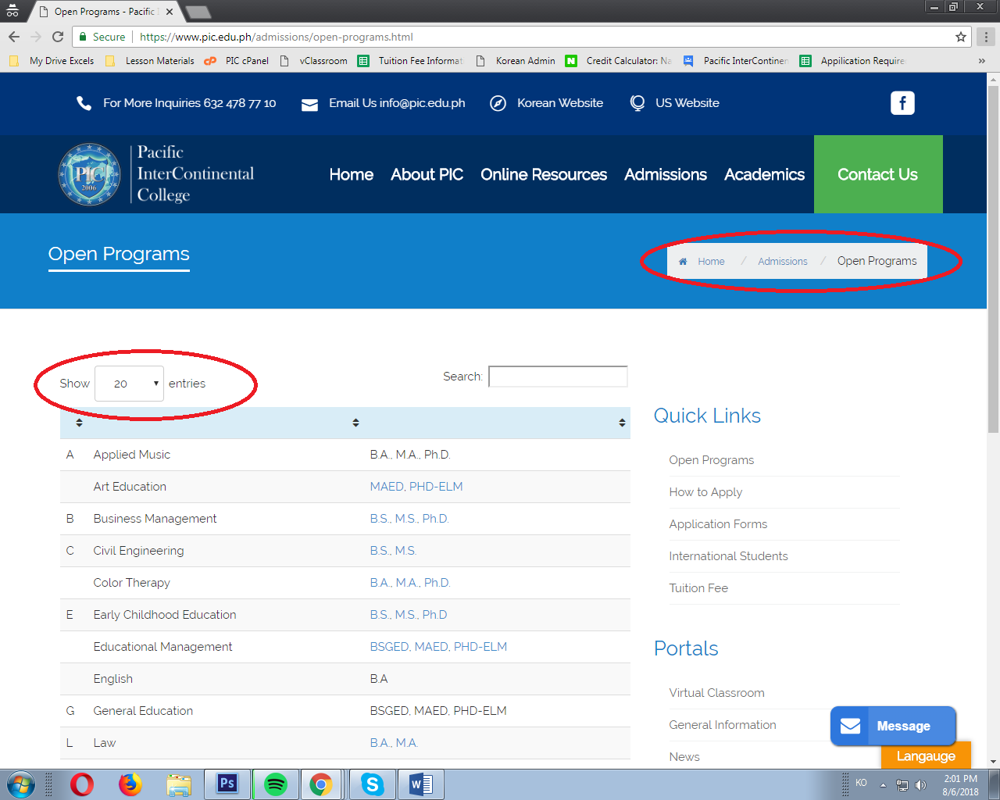 Open Programs - Pacific
Secure https://www.pic.edu.ph/admissions/open-programs.html
My Drive Excels Lesson Materials PIC cPanel vClassroom Tuition Fee Informat Korean Admin Credit Calculator: Na Pacific InterContinen Appilication Require
For More Inquiries 632 478 77 10 Email Us info@pic.edu.ph Korean Website US Website
PIC
2006
Pacific
InterContinental
College
Home About PIC Online Resources Admissions Academics Contact Us
Open Programs
Home / Admissions / Open Programs
Show 20 entries
Search:
A Applied Music B.A., M.A., Ph.D.
Art Education MAED, PHD-ELM
B Business Management B.S., M.S., Ph.D.
C Civil Engineering B.S., M.S.
Color Therapy B.A., M.A., Ph.D.
E Early Childhood Education B.S., M.S., Ph.D
Educational Management BSGED, MAED, PHD-ELM
English B.A
G General Education BSGED, MAED, PHD-ELM
L Law B.A., M.A.
Quick Links
Open Programs
How to Apply
Application Forms
International Students
Tuition Fee
Portals
Virtual Classroom
General Information
News
Message
Langauge
KO 2:01 PM
8/6/2018